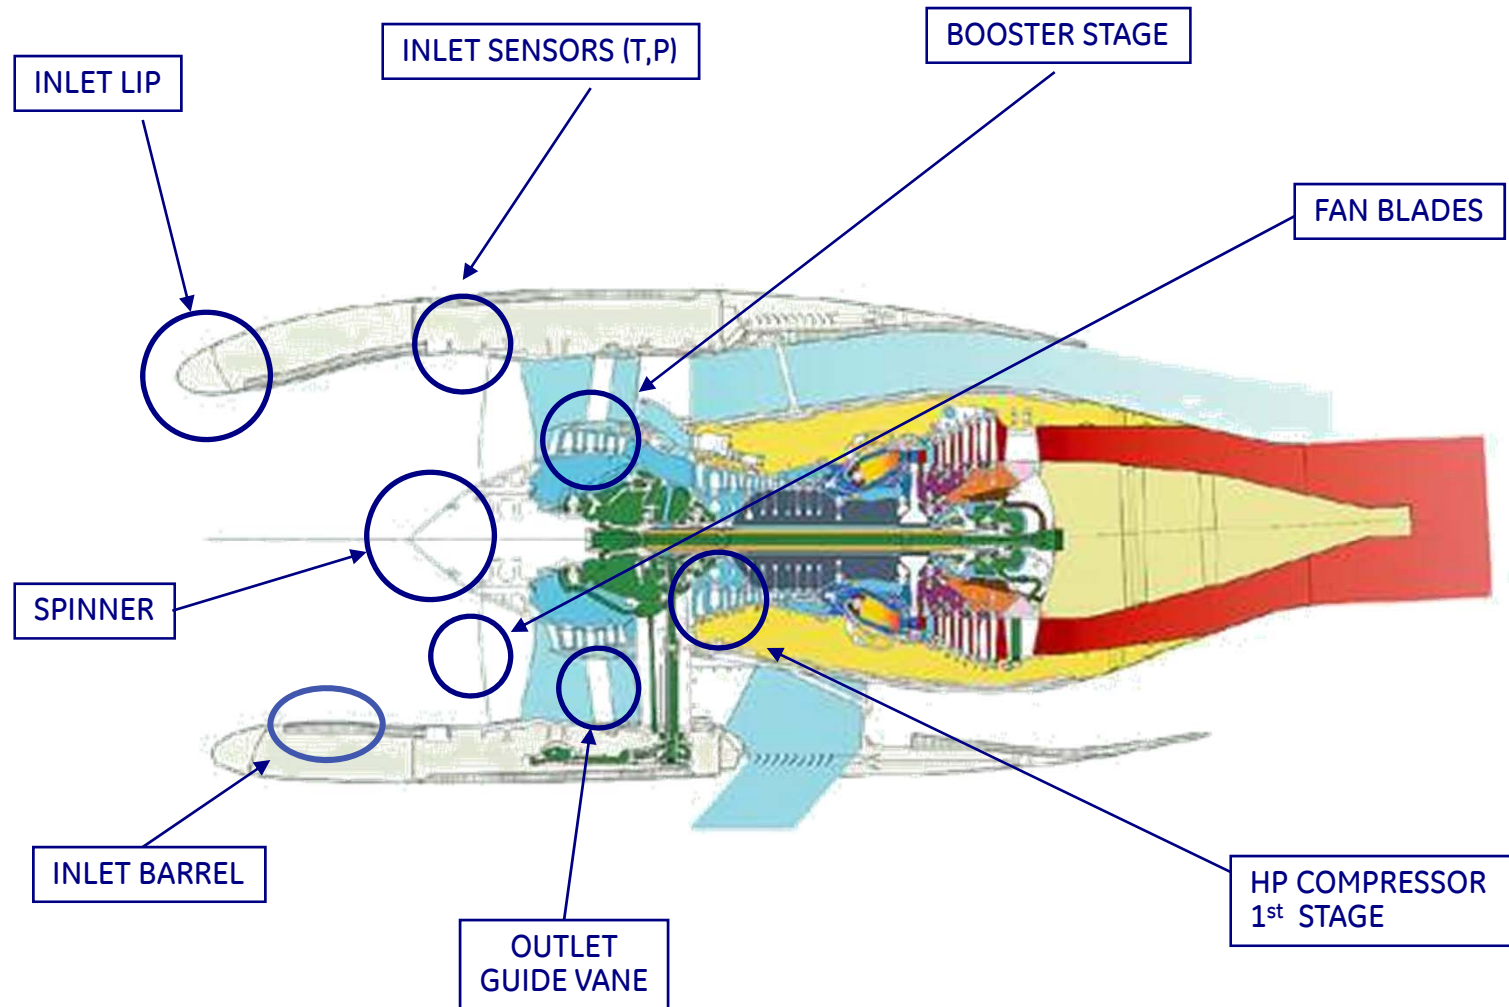 BOOSTER STAGE
INLET SENSORS (T,P)
INLET LIP
FAN BLADES
SPINNER
INLET BARREL
HP COMPRESSOR
1st STAGE
OUTLET
GUIDE VANE